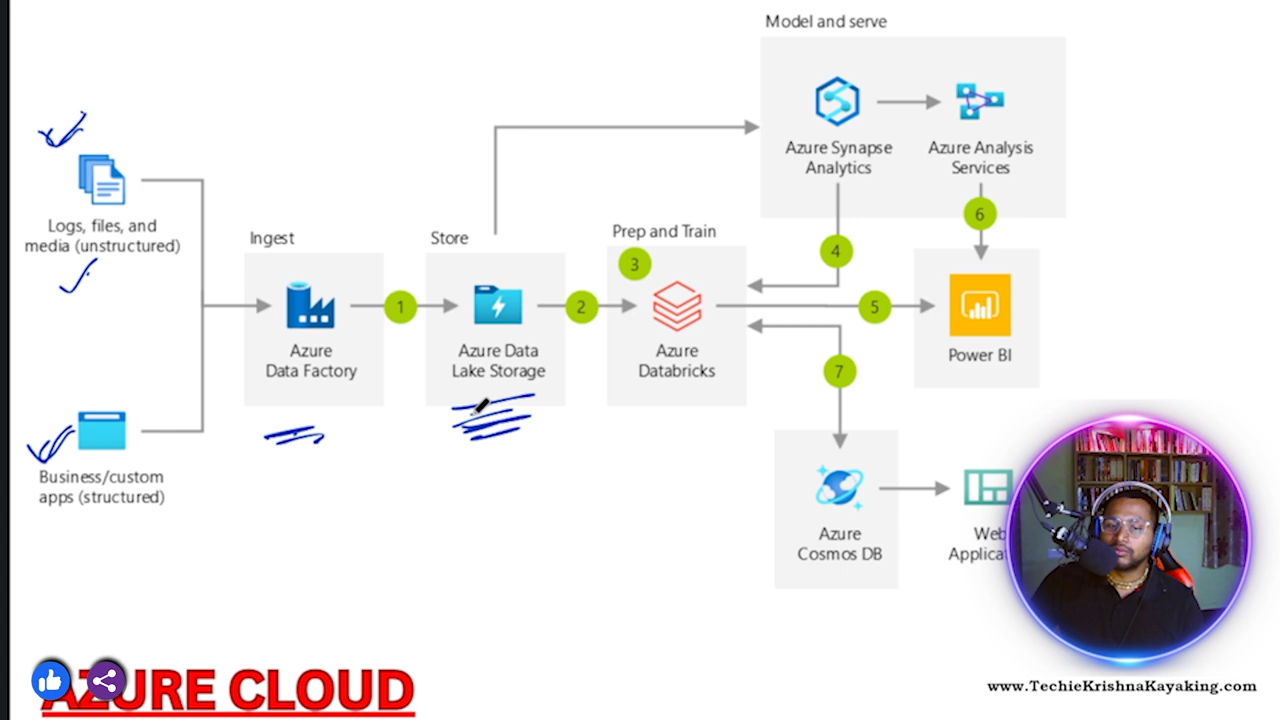 Model and serve
Azure Synapse
Analytics
Azure Analysis
Services
Logs, files, and
media (unstructured)
Ingest
Store
Prep and Train
3
6
4
1
2
5
Azure
Data Factory
Azure Data
Lake Storage
Azure
Databricks
Power BI
7
Business/custom
apps (structured)
Azure
Cosmos DB
Web
Applicat
AZURE CLOUD
www.TechieKrishnaKayaking.com